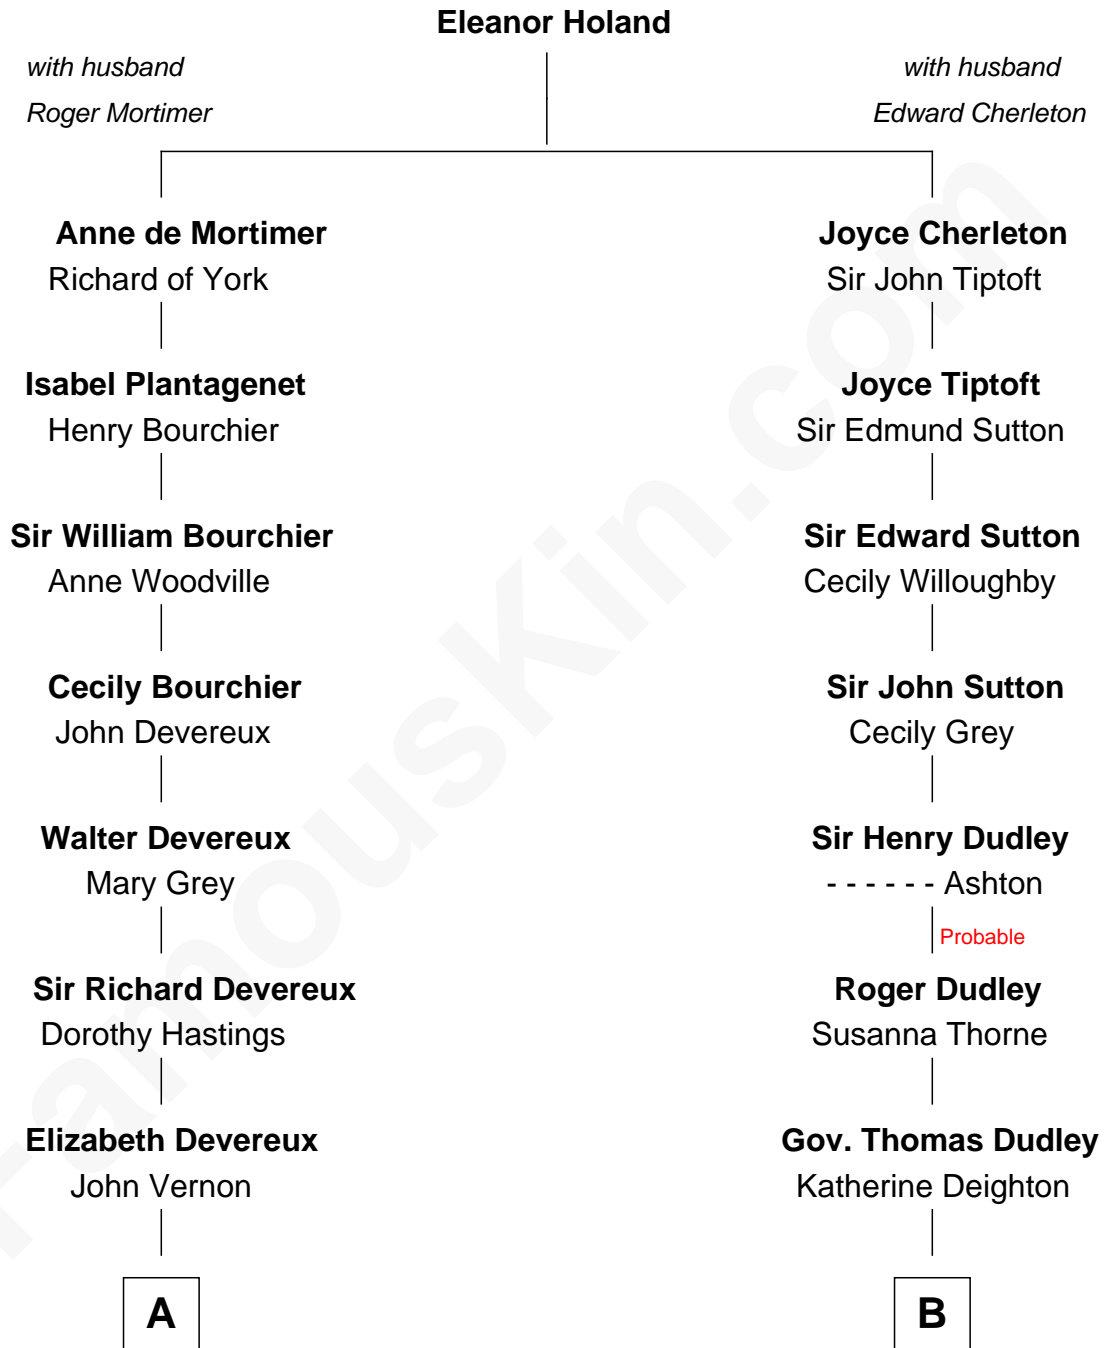 Eleanor Holand
with husband
Roger Mortimer
with husband
Edward Cherleton
Anne de Mortimer
Richard of York
Joyce Cherleton
Sir John Tiptoft
Isabel Plantagenet
Henry Bourchier
Joyce Tiptoft
Sir Edmund Sutton
Sir William Bourchier
Anne Woodville
Sir Edward Sutton
Cecily Willoughby
Cecily Bourchier
John Devereux
Sir John Sutton
Cecily Grey
Walter Devereux
Mary Grey
Sir Henry Dudley
- - - - - - Ashton
Probable
Sir Richard Devereux
Dorothy Hastings
Roger Dudley
Susanna Thorne
Elizabeth Devereux
John Vernon
Gov. Thomas Dudley
Katherine Deighton
A
B
FamousKin.com